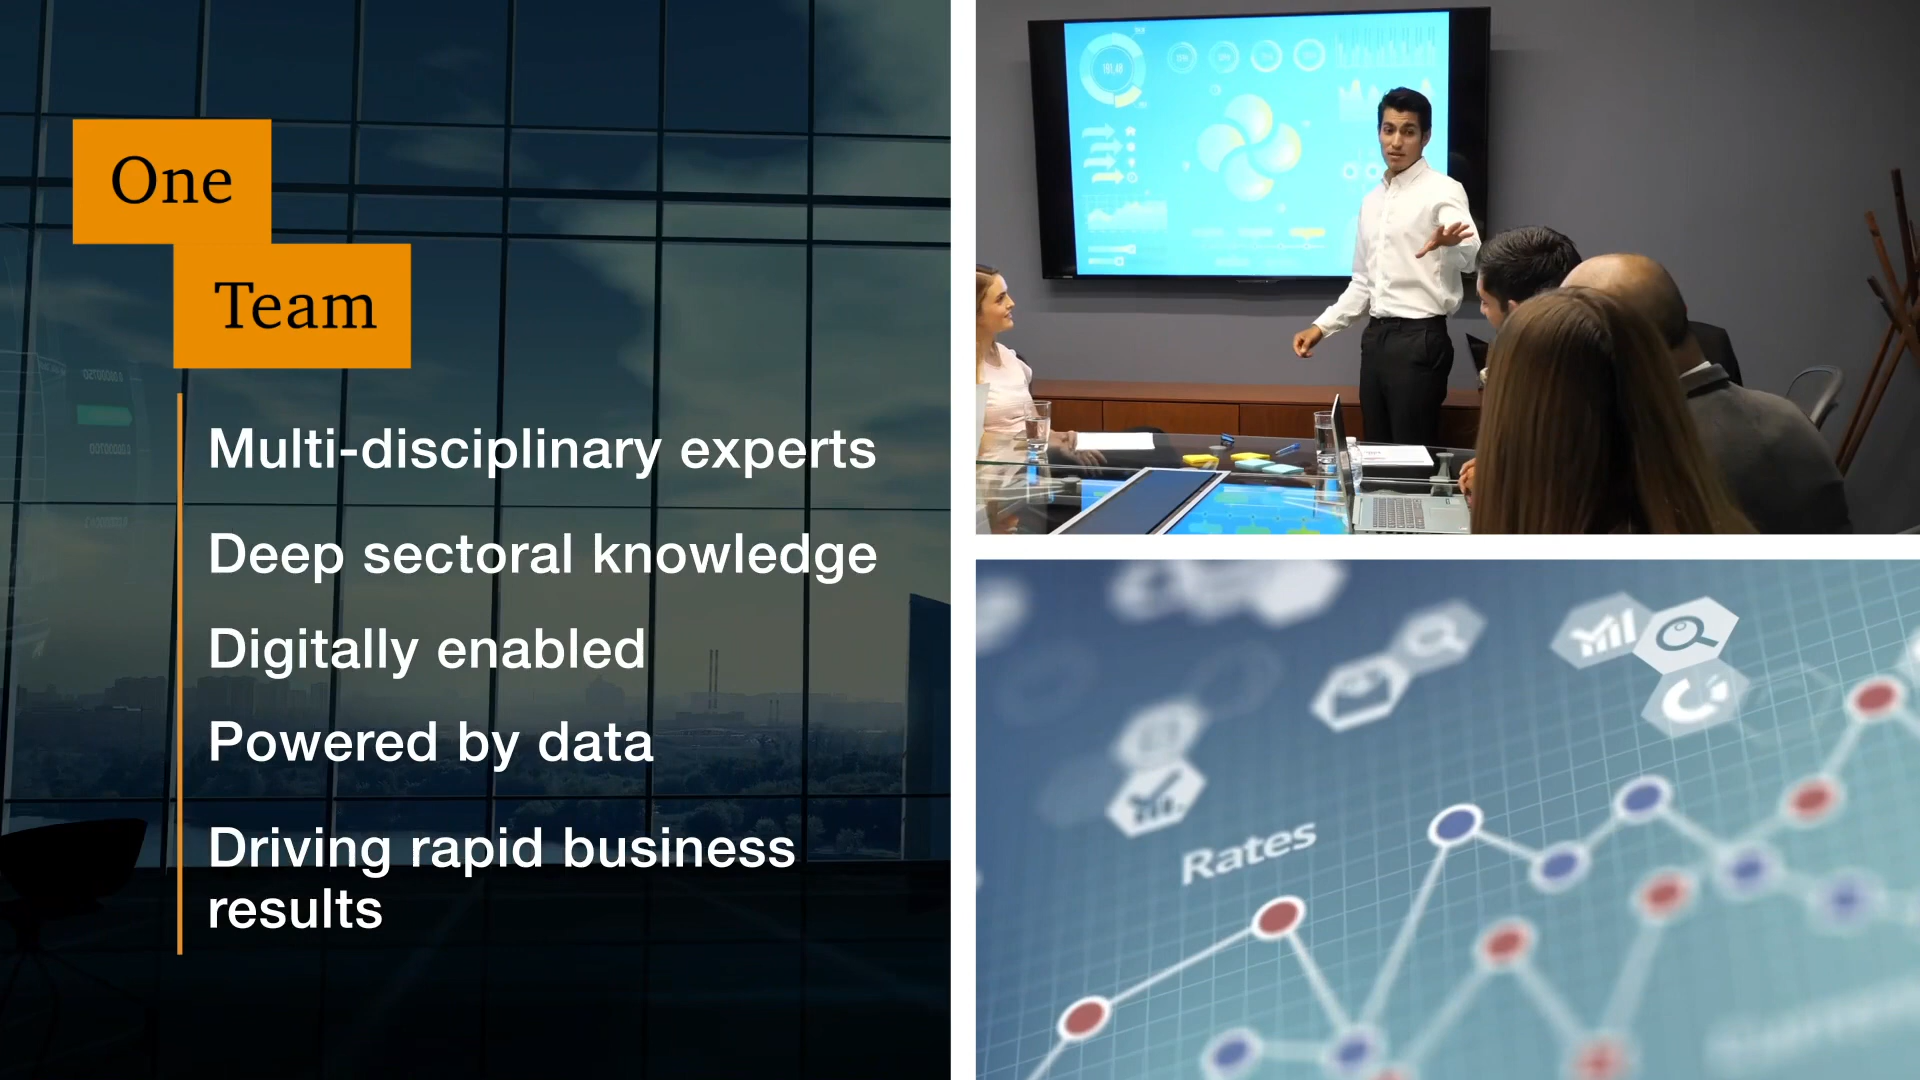 One
Team
Multi-disciplinary experts
Deep sectoral knowledge
Digitally enabled
Powered by data
Driving rapid business
results
Rates